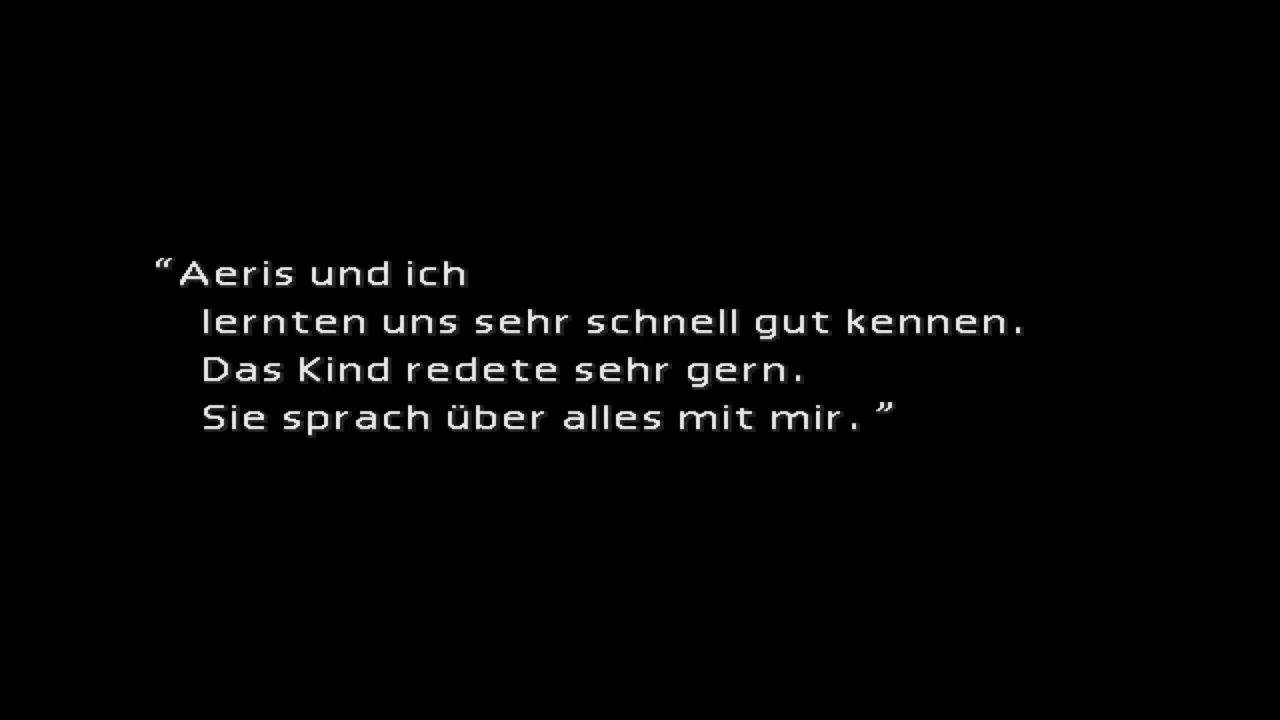 “Aeris und ich
lernten uns sehr schnell gut kennen.
Das Kind redete sehr gern.
Sie sprach über alles mit mir. ”